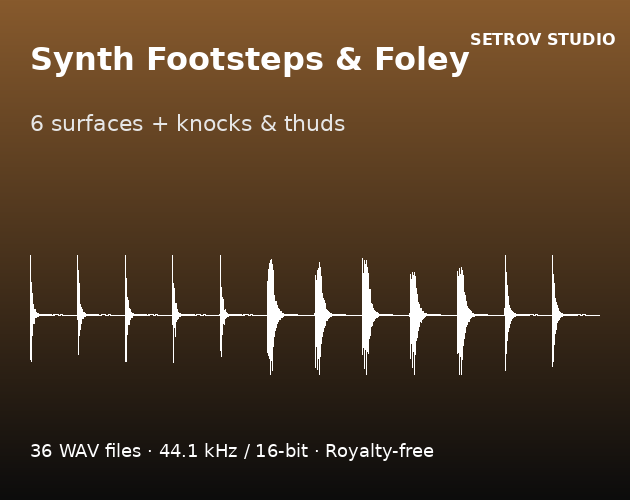 SETROV STUDIO
Synth Footsteps & Foley
6 surfaces + knocks & thuds
36 WAV files · 44.1 kHz / 16-bit · Royalty-free